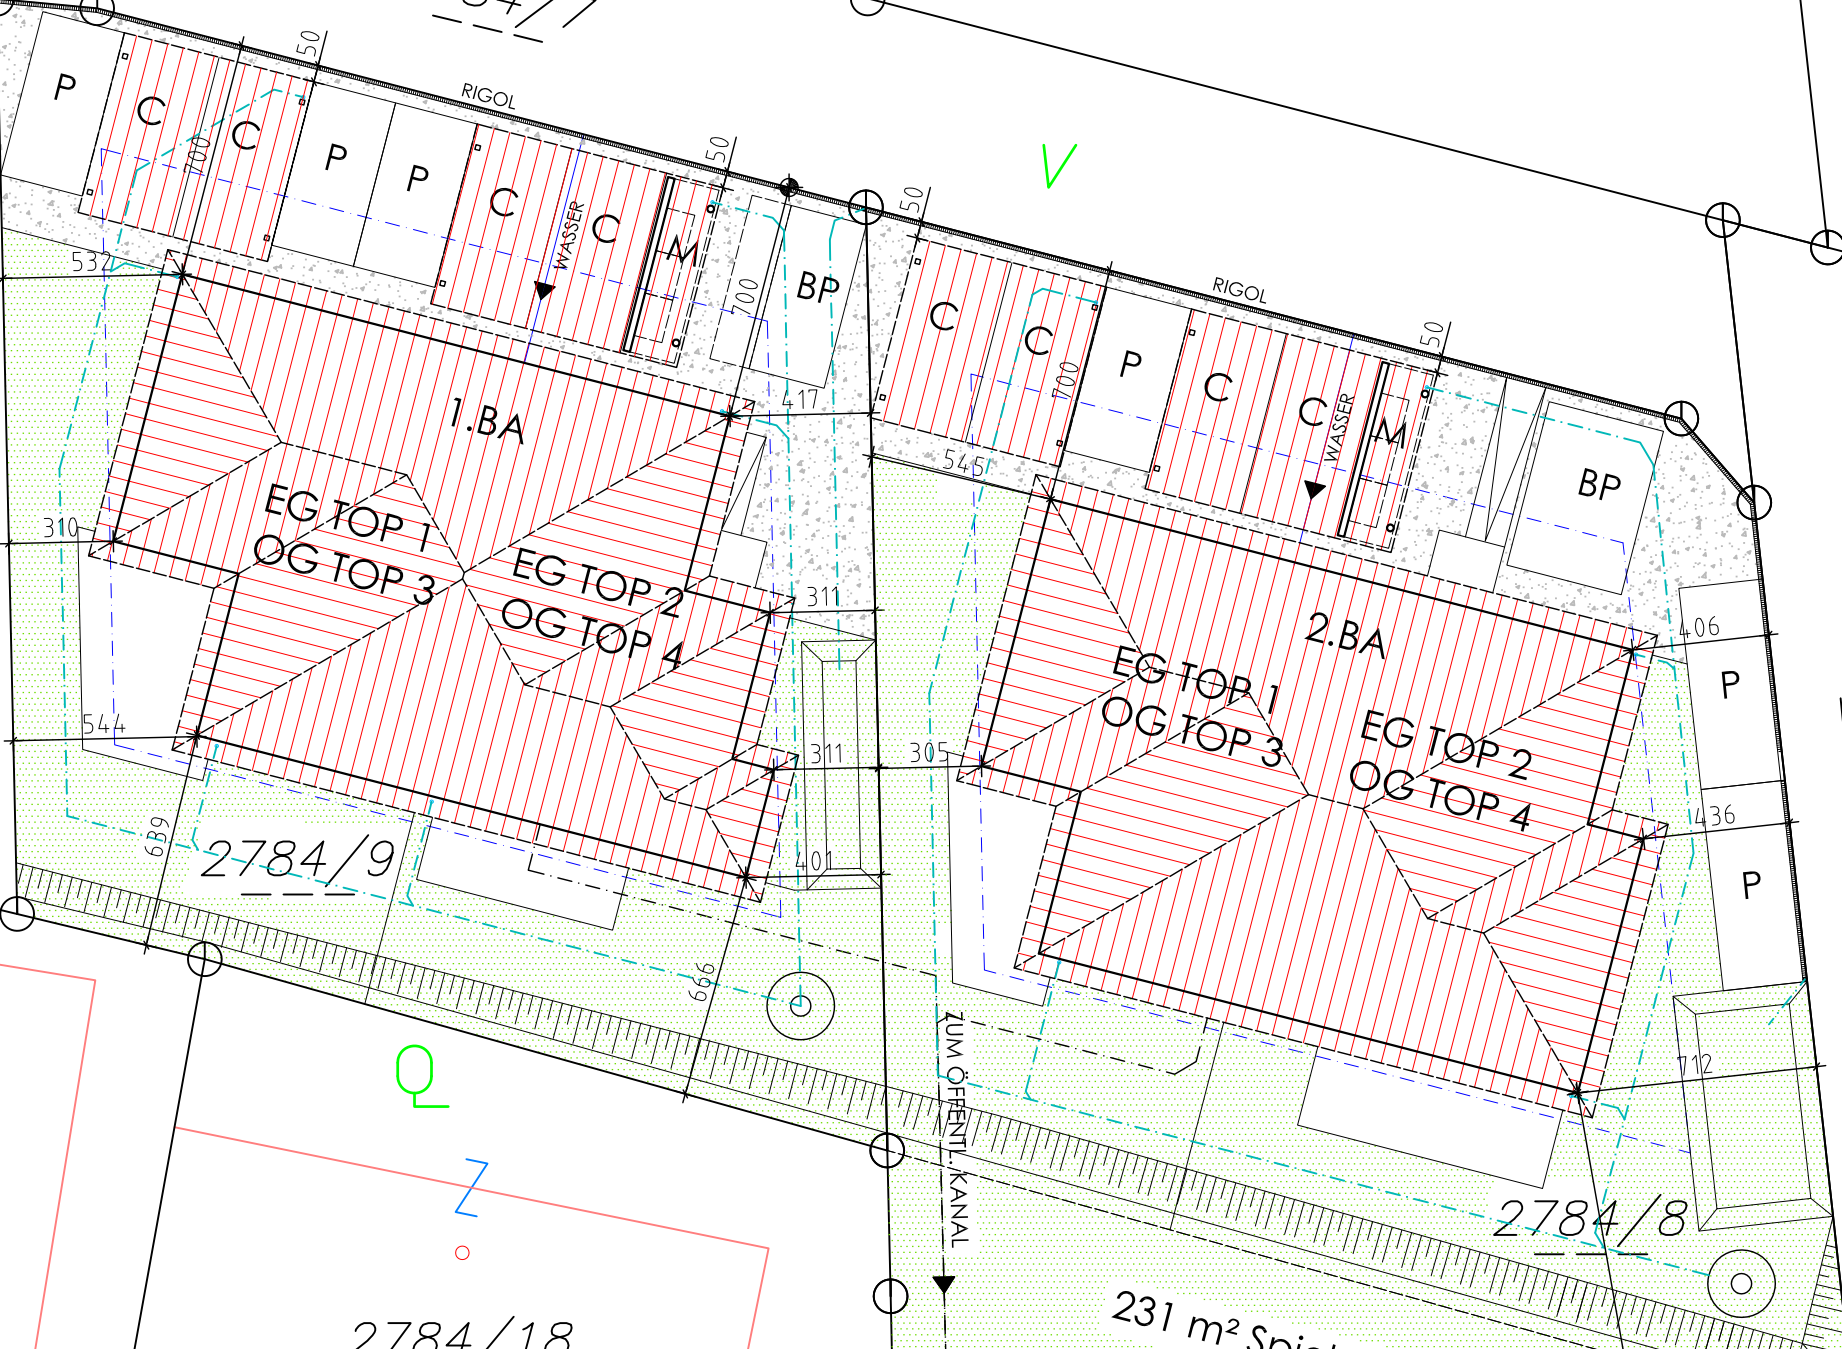 50
RIGOL
50
P
C
C
P
P
C
C
M
700
WASSER
700
BP
532
417
1.BA
EG TOP 1
OG TOP 3
EG TOP 2
OG TOP 4
310
311
544
311
401
639
666
2784/9
V
50
RIGOL
50
C
C
P
C
C
M
700
WASSER
BP
545
2.BA
EG TOP 1
OG TOP 3
EG TOP 2
OG TOP 4
305
406
P
436
P
712
2784/8
ZUM ÖFFENTL. KANAL
Q
Z
2784/18
231 m²